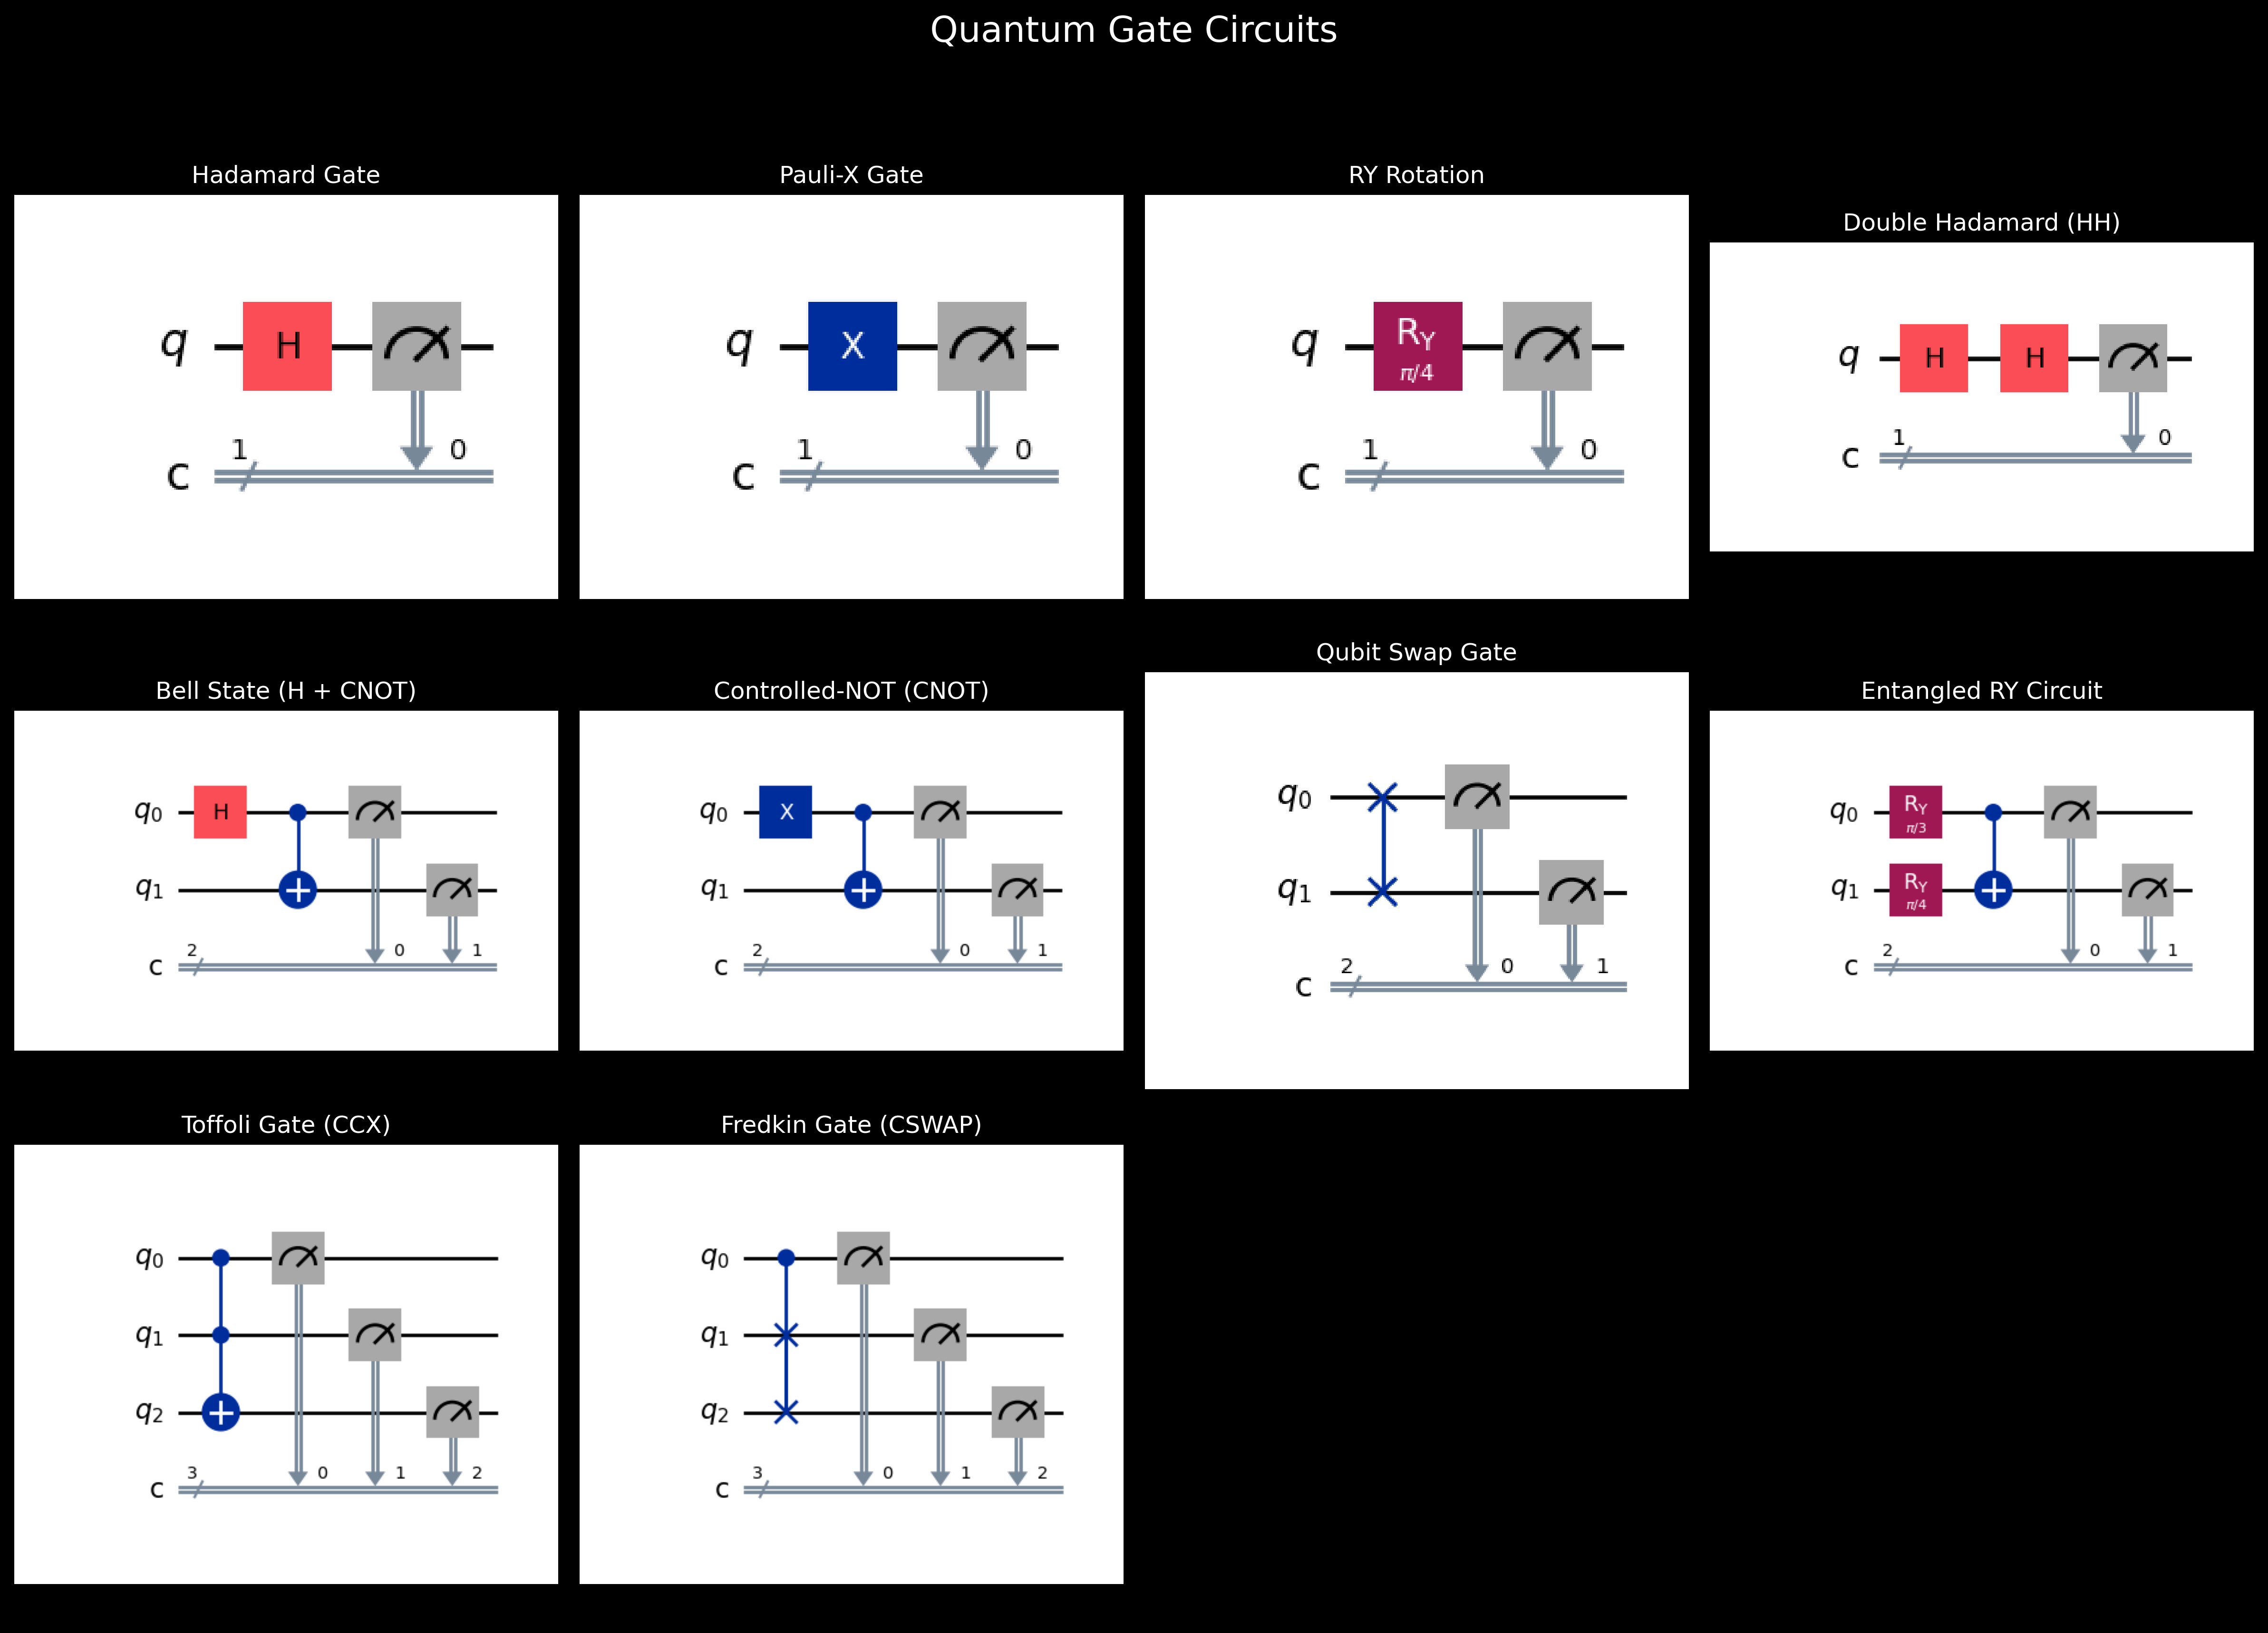 Quantum Gate Circuits
Hadamard Gate
q H
1 0
c
Pauli-X Gate
q X
1 0
c
RY Rotation
q RY
π/4
1 0
c
Double Hadamard (HH)
q H H
1 0
c
Bell State (H + CNOT)
q0 H
q1
2 0 1
c
Controlled-NOT (CNOT)
q0 X
q1
2 0 1
c
Qubit Swap Gate
q0
q1
2 0 1
c
Entangled RY Circuit
q0 RY
π/3
q1 RY
π/4
2 0 1
c
Toffoli Gate (CCX)
q0
q1
q2
3 0 1 2
c
Fredkin Gate (CSWAP)
q0
q1
q2
3 0 1 2
c